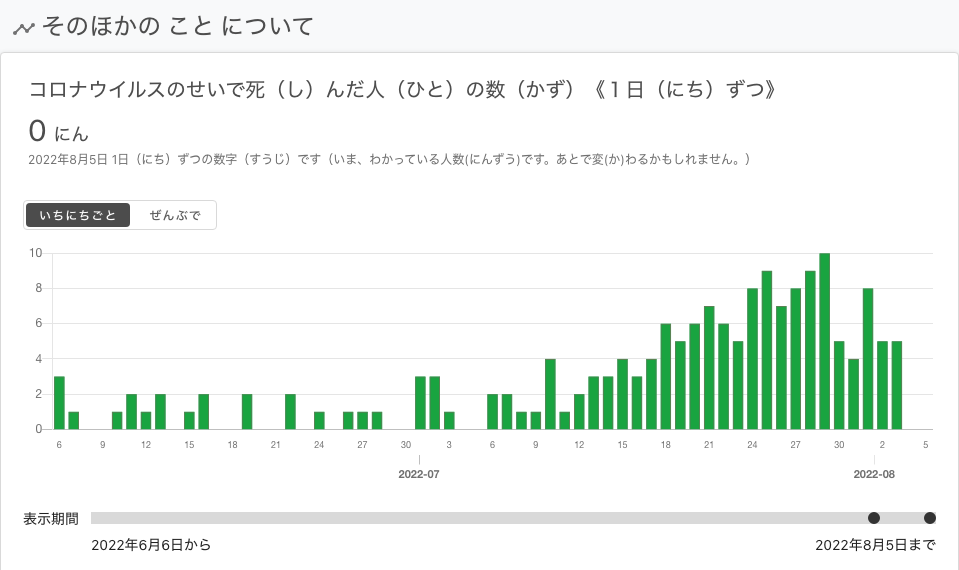 そのほかの こと について
コロナウイルスのせいで死（し）んだ人（ひと）の数（かず）《１日（にち）ずつ》
0 にん
2022年8月5日 1日（にち）ずつの数字（すうじ）です（いま、わかっている人数(にんずう)です。あとで変(か)わるかもしれません。）
いちにちごと ぜんぶで
10
8
6
4
2
0
6 9 12 15 18 21 24 27 30 3 6 9 12 15 18 21 24 27 30 2 5
2022-07 2022-08
表示期間
2022年6月6日から 2022年8月5日まで